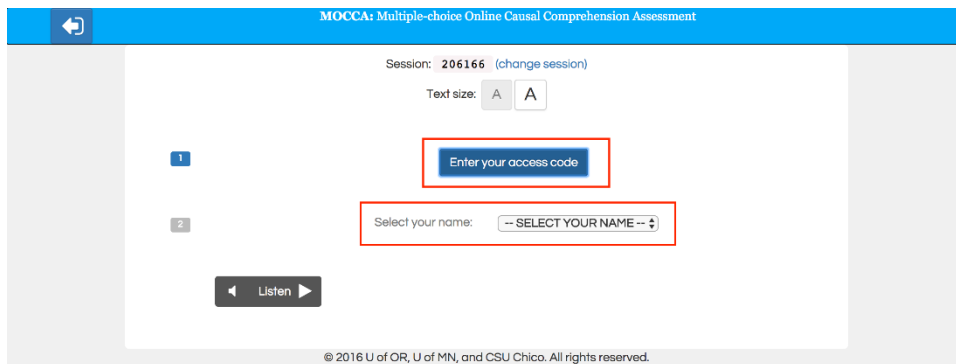 MOCCA: Multiple-choice Online Causal Comprehension Assessment
Session: 206166 (change session)
Text size: A A
1 Enter your access code
2 Select your name: -- SELECT YOUR NAME --
Listen
© 2016 U of OR, U of MN, and CSU Chico. All rights reserved.